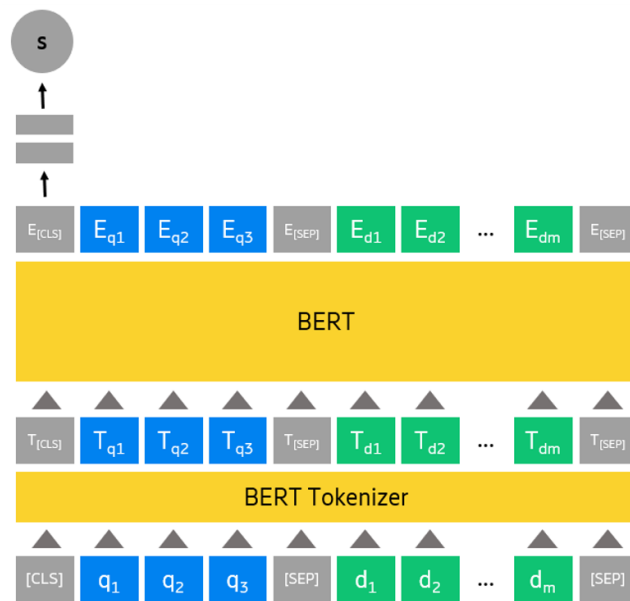 s
E[CLS] Eq1 Eq2 Eq3 E[SEP] Ed1 Ed2 ... Edm E[SEP]
BERT
T[CLS] Tq1 Tq2 Tq3 T[SEP] Td1 Td2 ... Tdm T[SEP]
BERT Tokenizer
[CLS] q1 q2 q3 [SEP] d1 d2 ... dm [SEP]